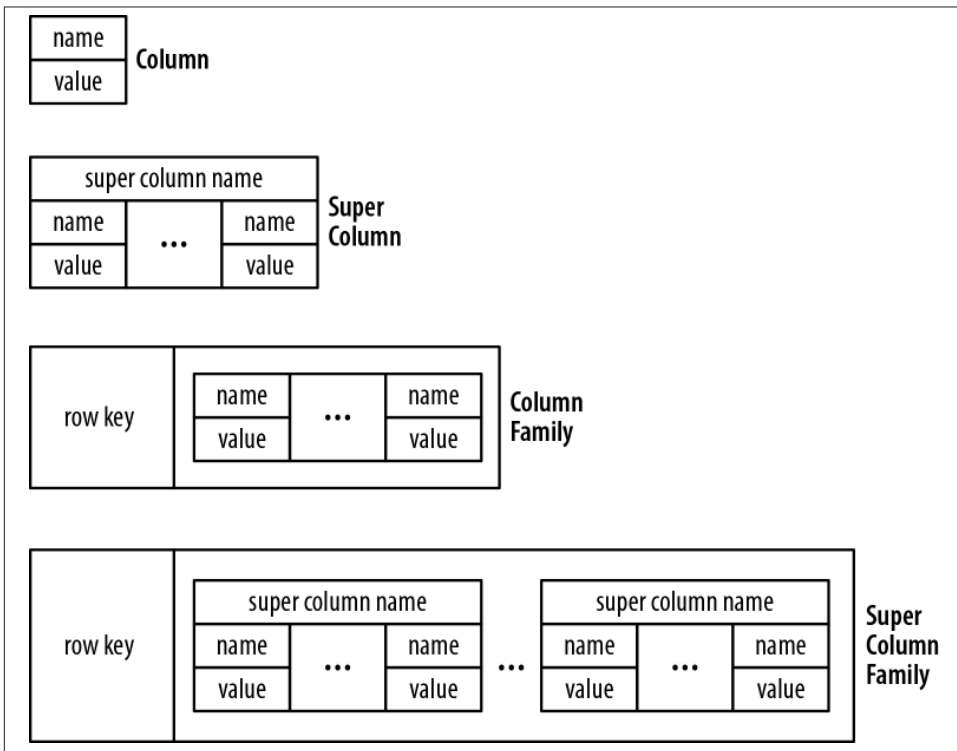 name
value
Column
super column name
name ... name
value value
Super
Column
row key
name ... name
value value
Column
Family
row key
super column name super column name
name ... name ... name ... name
value value value value
Super
Column
Family